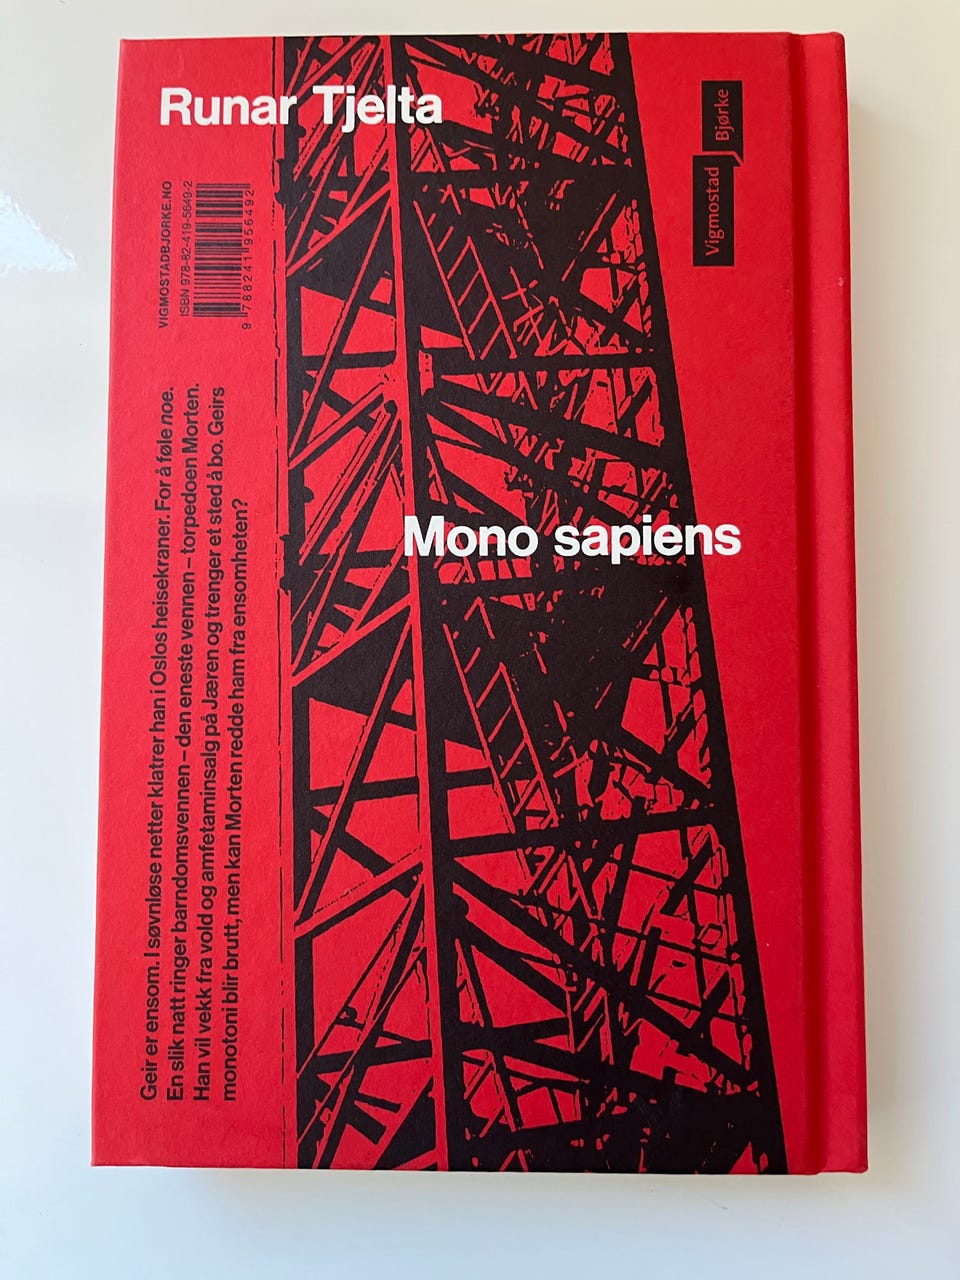 Runar Tjelta
Mono sapiens
Vigmostad
Bjørke
VIGMOSTADBJORKE.NO
ISBN 978-82-419-5649-2
9 788241 956492
Geir er ensom. I søvnløse netter klatrer han i Oslos heisekraner. For å føle noe.
En slik natt ringer barndomsvennen – den eneste vennen – torpedoen Morten.
Han vil vekk fra vold og amfetaminsalg på Jæren og trenger et sted å bo. Geirs
monotoni blir brutt, men kan Morten redde ham fra ensomheten?